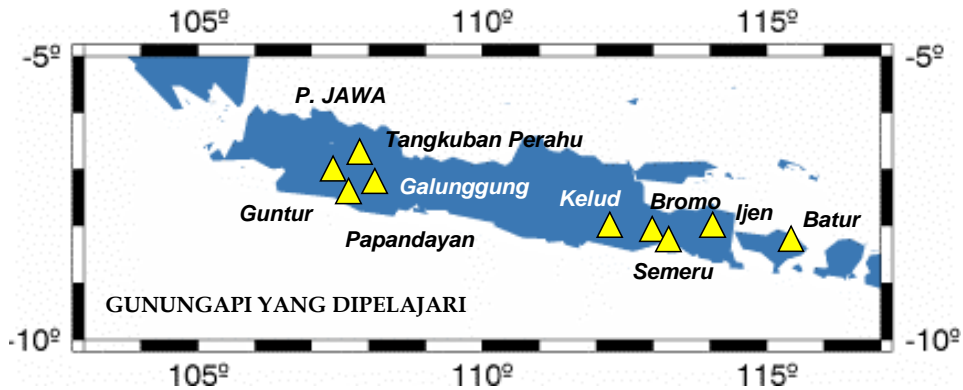 105º 110º 115º
-5º -5º
P. JAWA
Tangkuban Perahu
Galunggung Kelud Bromo Ijen Batur
Guntur
Papandayan
Semeru
GUNUNGAPI YANG DIPELAJARI
-10º -10º
105º 110º 115º